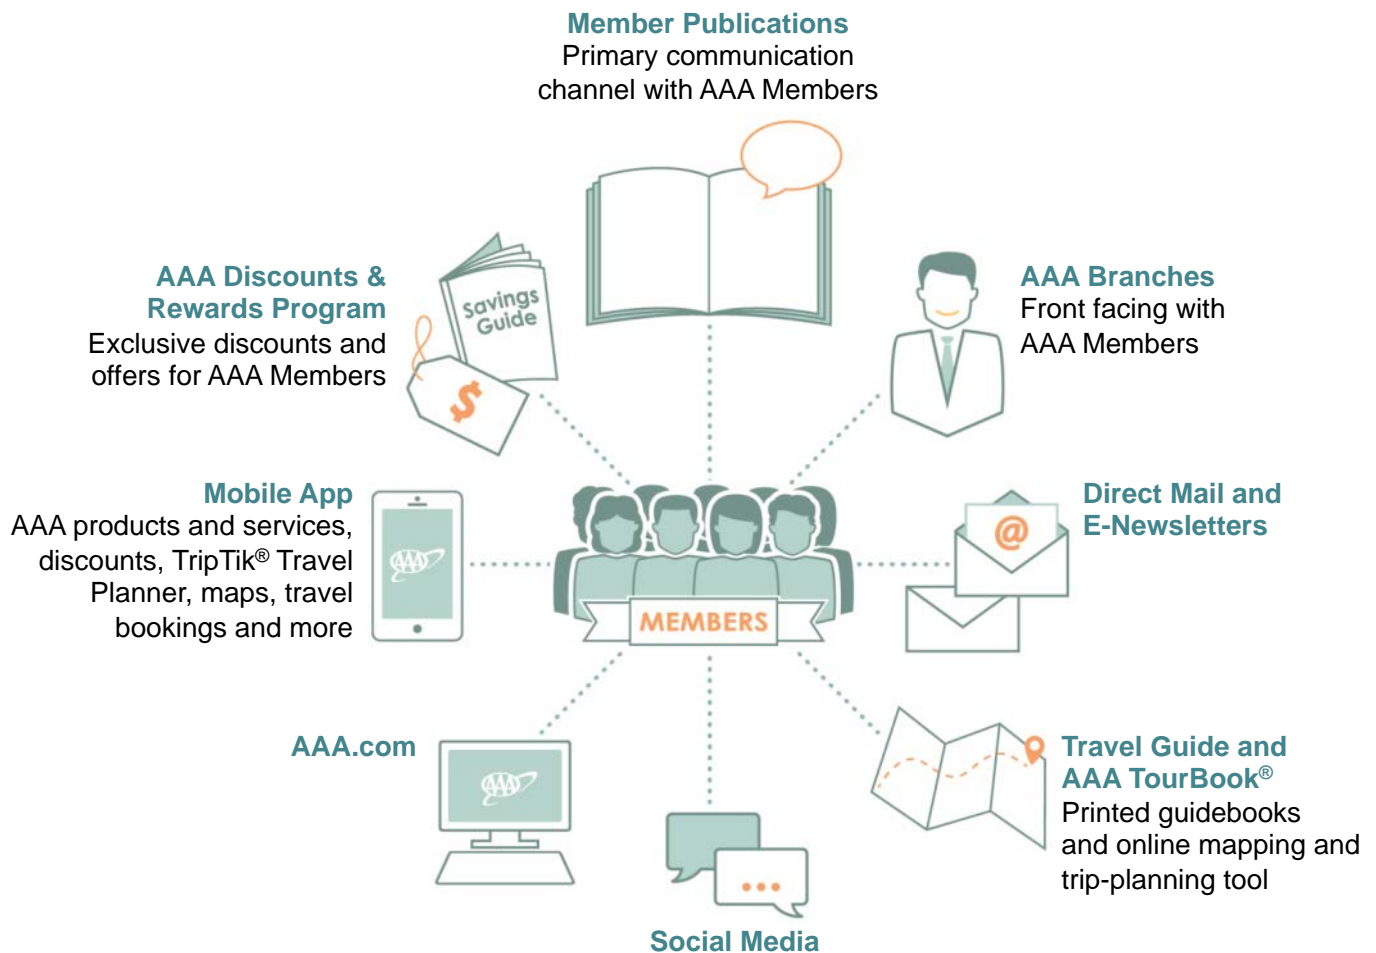 Member Publications
Primary communication
channel with AAA Members
AAA Discounts &
Rewards Program
Exclusive discounts and
offers for AAA Members
Savings
Guide
$
AAA Branches
Front facing with
AAA Members
Mobile App
AAA products and services,
discounts, TripTik® Travel
Planner, maps, travel
bookings and more
AAA
MEMBERS
@
Direct Mail and
E-Newsletters
AAA.com
AAA
Travel Guide and
AAA TourBook®
Printed guidebooks
and online mapping and
trip-planning tool
Social Media